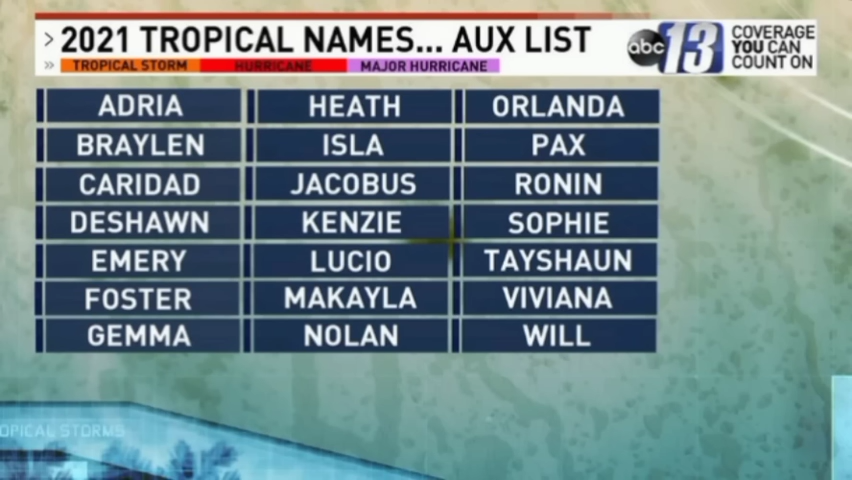 > 2021 TROPICAL NAMES... AUX LIST
» TROPICAL STORM HURRICANE MAJOR HURRICANE
abc 13
COVERAGE
YOU CAN
COUNT ON
ADRIA HEATH ORLANDA
BRAYLEN ISLA PAX
CARIDAD JACOBUS RONIN
DESHAWN KENZIE SOPHIE
EMERY LUCIO TAYSHAUN
FOSTER MAKAYLA VIVIANA
GEMMA NOLAN WILL
OPICAL STORMS